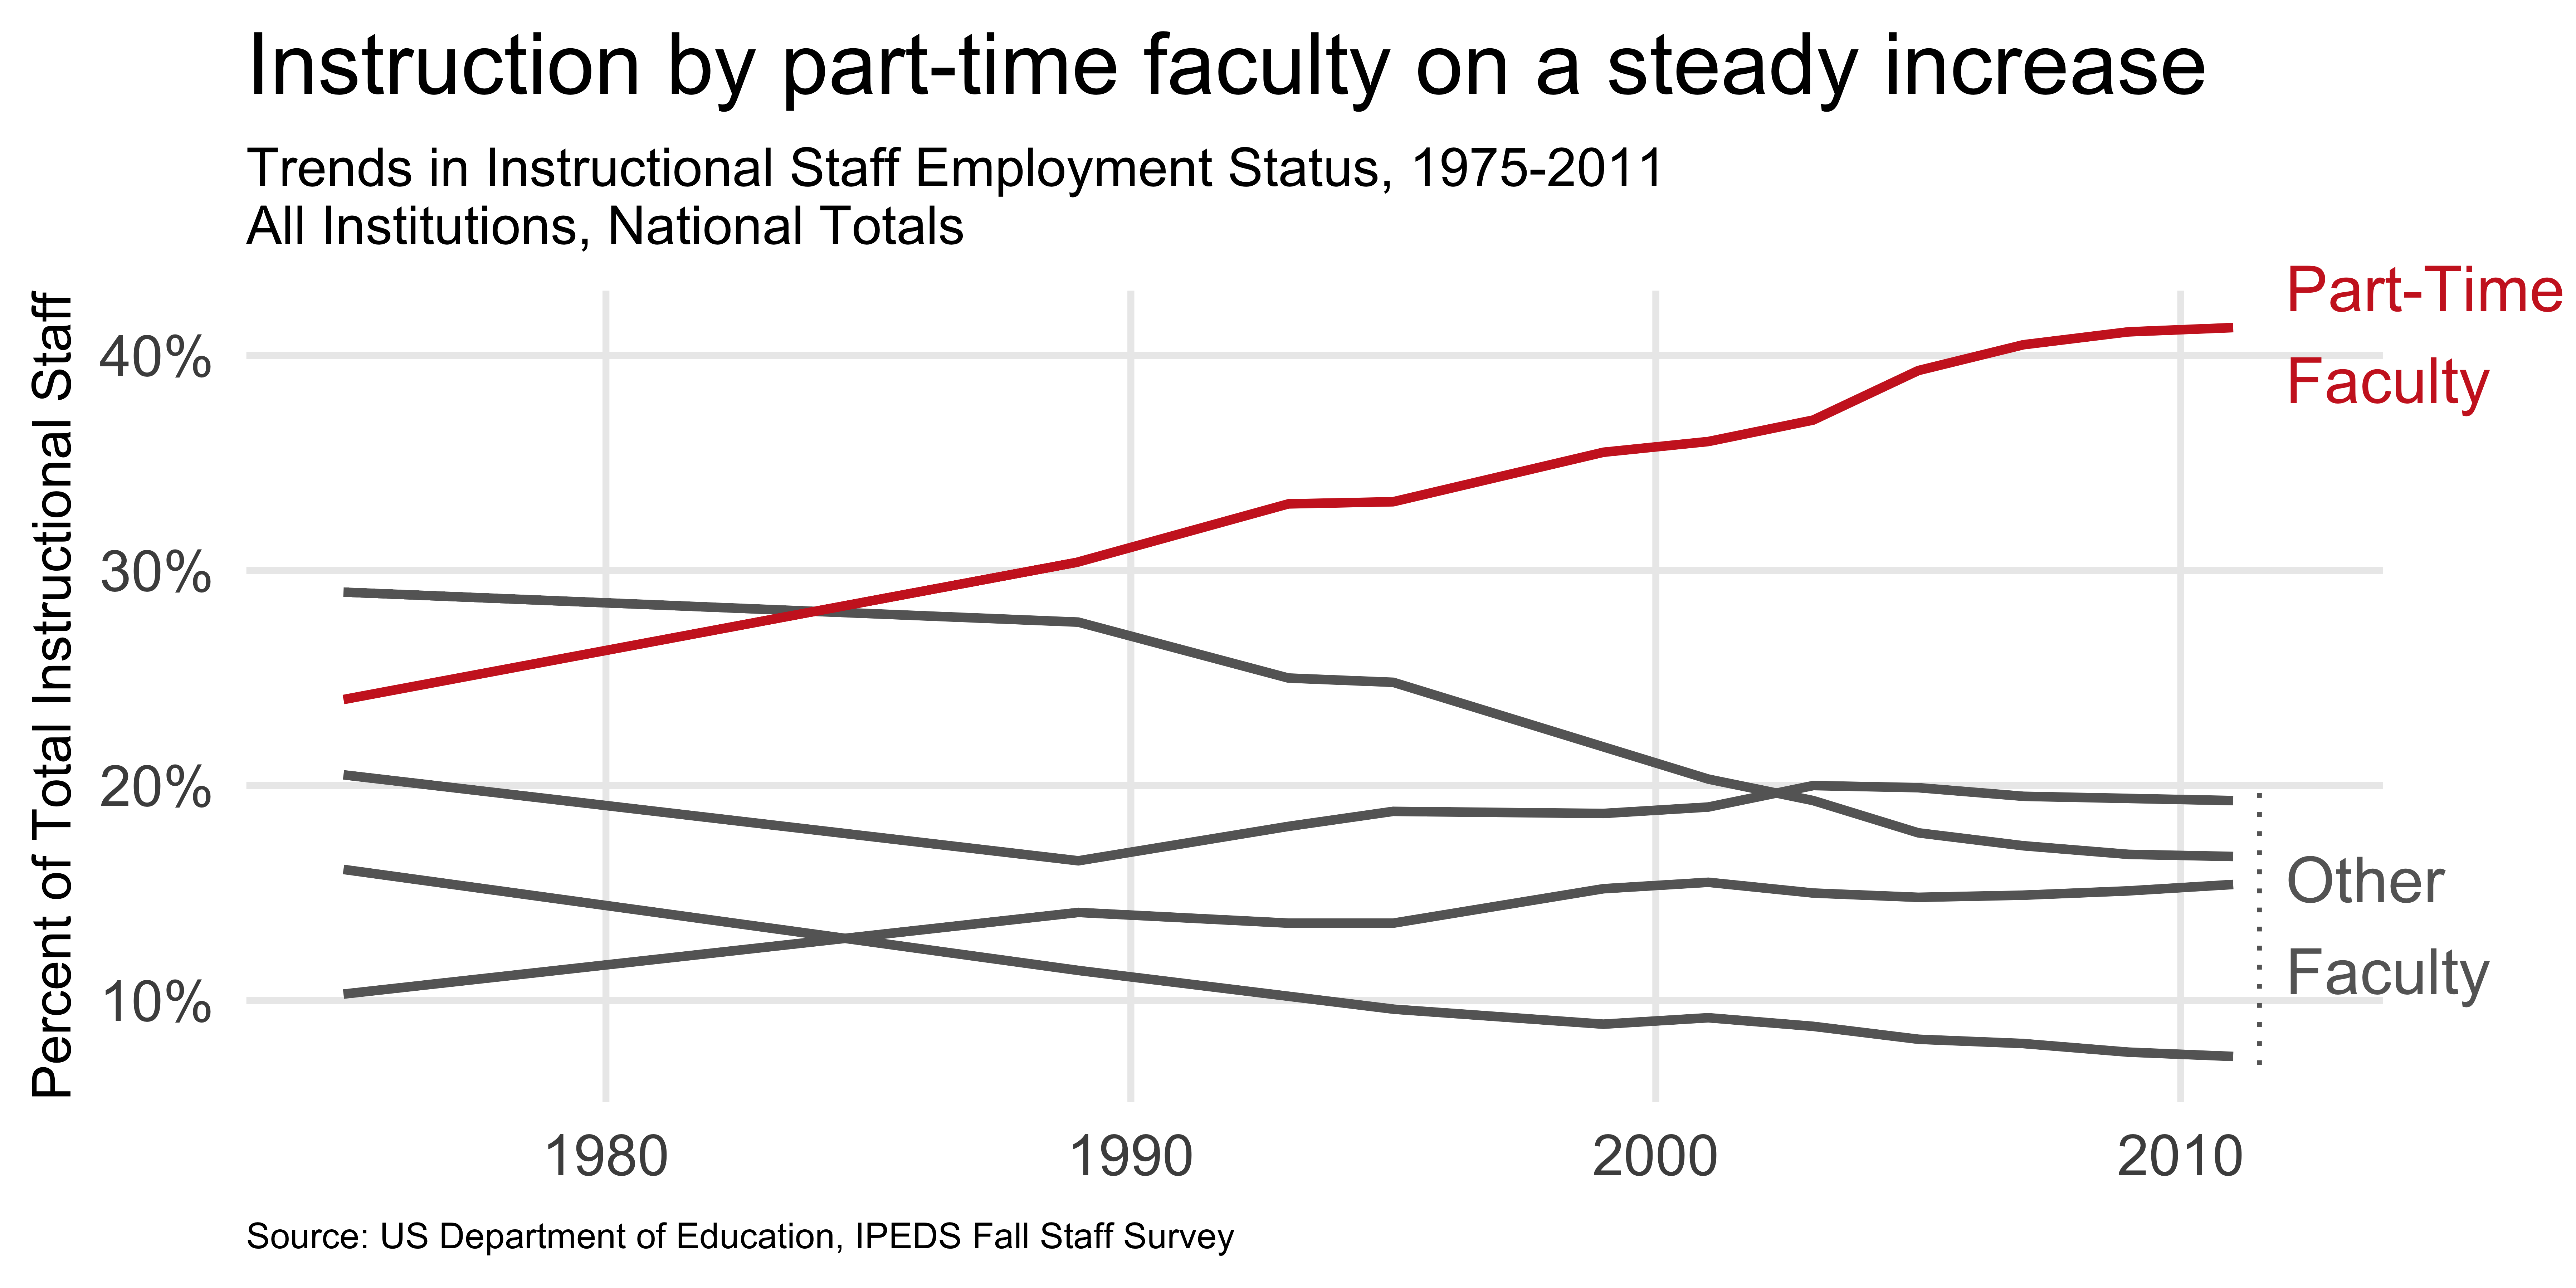 Instruction by part-time faculty on a steady increase
Trends in Instructional Staff Employment Status, 1975-2011
All Institutions, National Totals
Percent of Total Instructional Staff
40%
30%
20%
10%
Part-Time
Faculty
Other
Faculty
1980
1990
2000
2010
Source: US Department of Education, IPEDS Fall Staff Survey